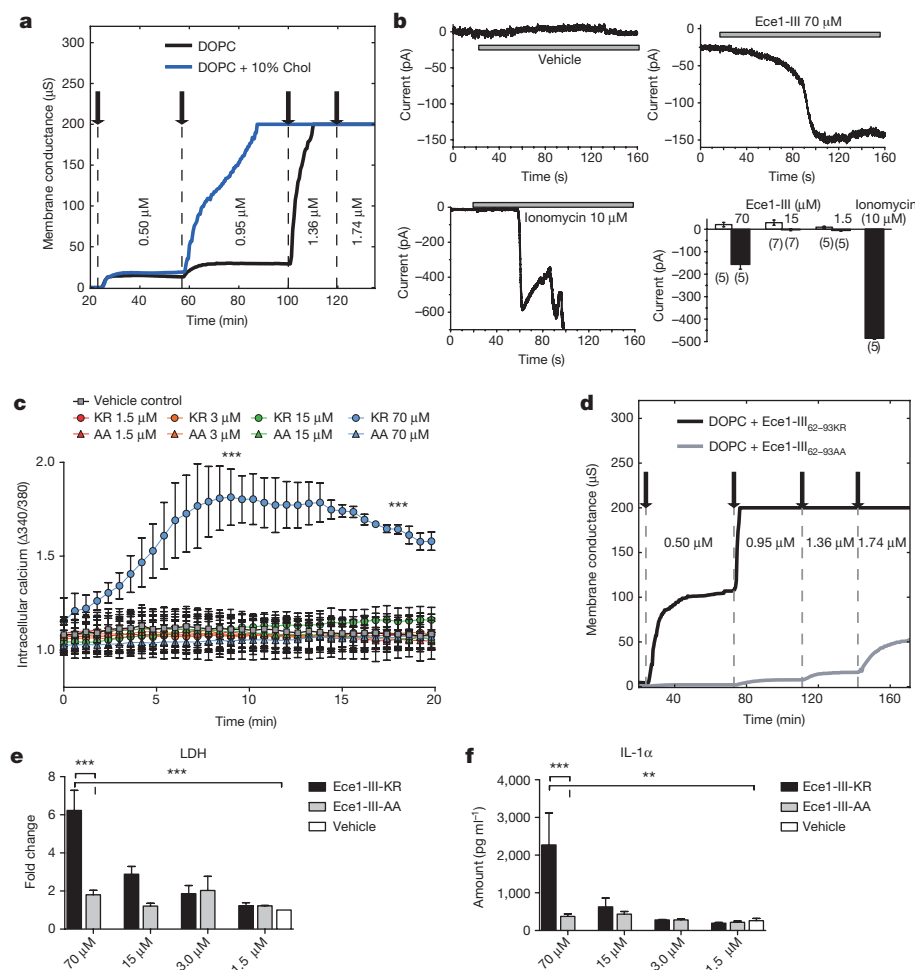 a
DOPC
DOPC + 10% Chol
Membrane conductance (µS)
300
200
100
0
0.50 µM
0.95 µM
1.36 µM
1.74 µM
20 40 60 80 100 120
Time (min)
b
Current (pA)
0
−50
−100
−150
Vehicle
0 40 80 120 160
Time (s)
Ece1-III 70 µM
Current (pA)
0
−50
−100
−150
0 40 80 120 160
Time (s)
Current (pA)
0
−200
−400
−600
Ionomycin 10 µM
0 40 80 120 160
Time (s)
Ece1-III (µM)
Ionomycin
70 15 1.5 (10 µM)
Current (pA)
0
−100
−200
−300
−400
−500
(5) (5) (7) (7) (5) (5) (5)
c
Vehicle control
KR 1.5 µM KR 3 µM KR 15 µM KR 70 µM
AA 1.5 µM AA 3 µM AA 15 µM AA 70 µM
Intracellular calcium (Δ340/380)
2.0
1.5
1.0
***
***
0 5 10 15 20
Time (min)
d
DOPC + Ece1-III62–93KR
DOPC + Ece1-III62–93AA
Membrane conductance (µS)
300
200
150
100
50
0
0.50 µM
0.95 µM
1.36 µM
1.74 µM
40 80 120 160
Time (min)
e
LDH
*** ***
Ece1-III-KR
Ece1-III-AA
Vehicle
Fold change
8
6
4
2
0
70 µM 15 µM 3.0 µM 1.5 µM
f
IL-1α
*** **
Ece1-III-KR
Ece1-III-AA
Vehicle
Amount (pg ml−1)
4,000
3,000
2,000
1,000
0
70 µM 15 µM 3.0 µM 1.5 µM